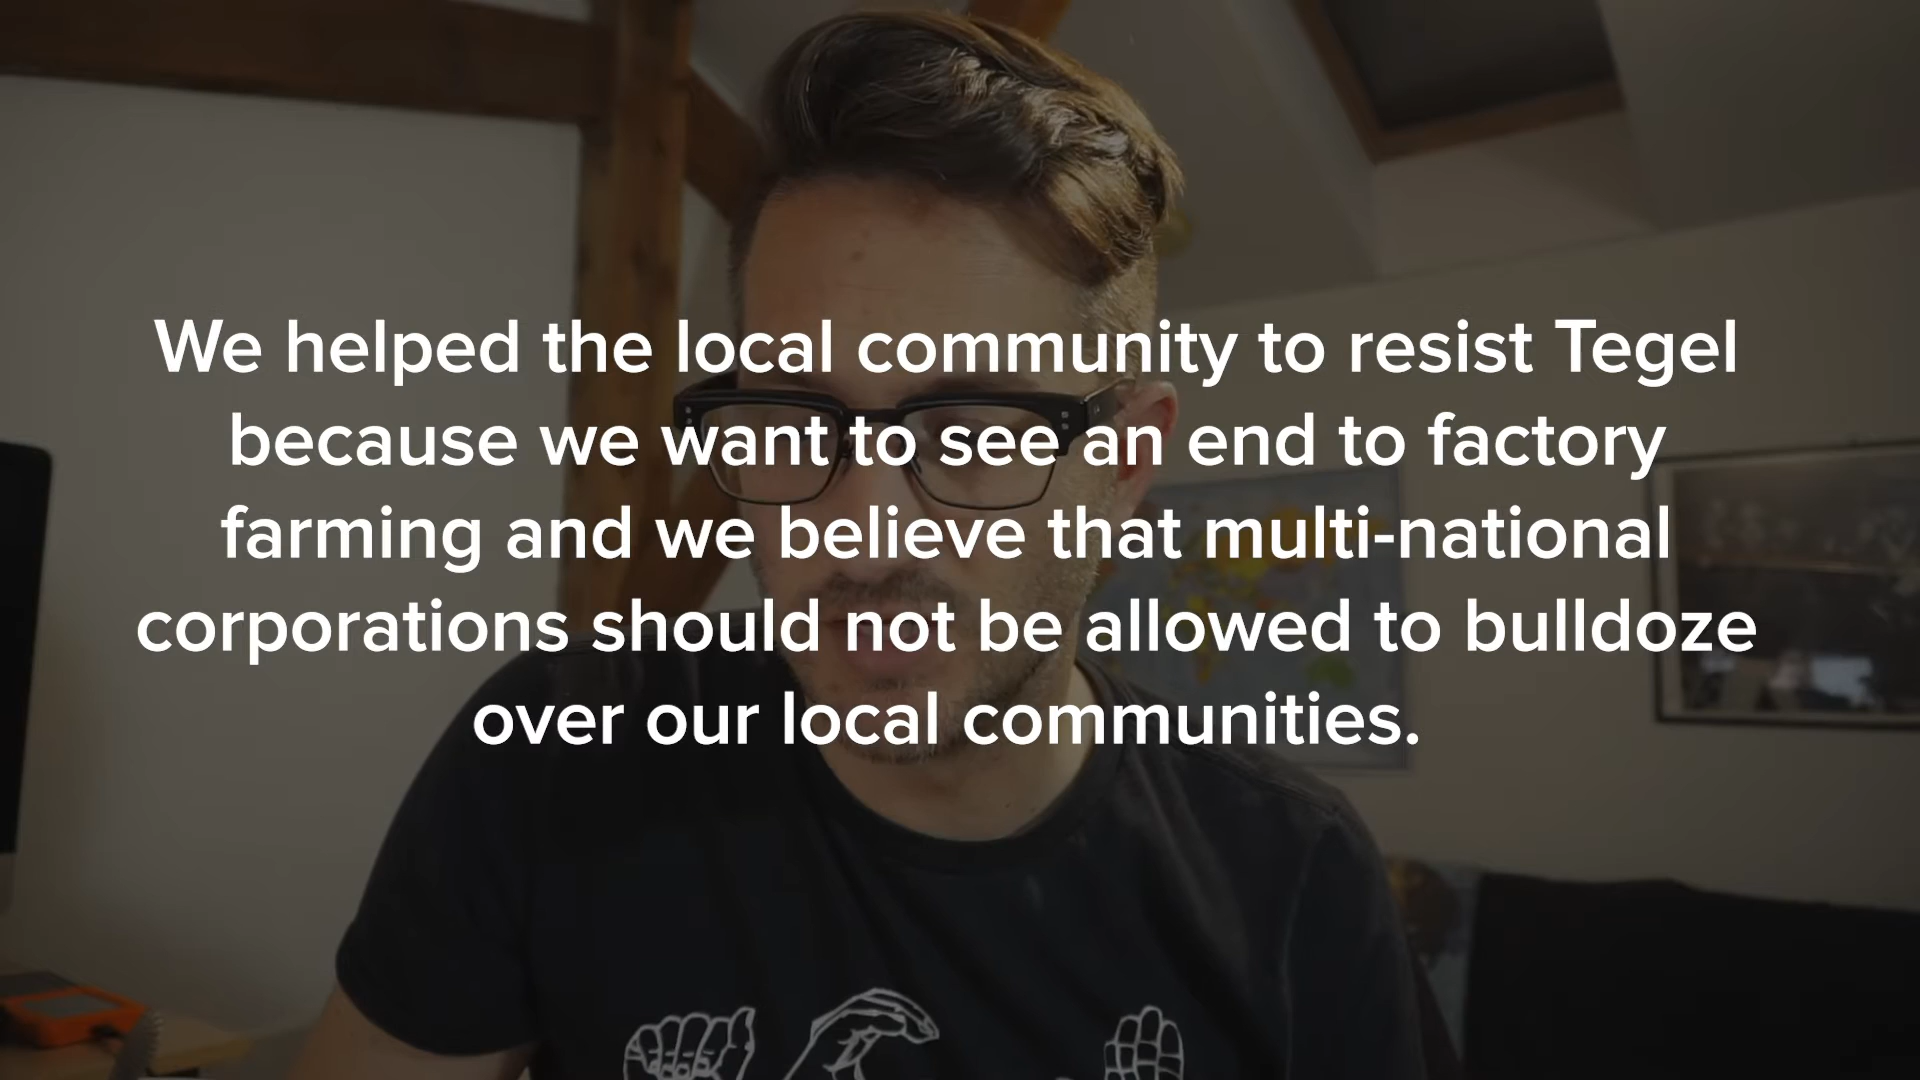 We helped the local community to resist Tegel
because we want to see an end to factory
farming and we believe that multi-national
corporations should not be allowed to bulldoze
over our local communities.